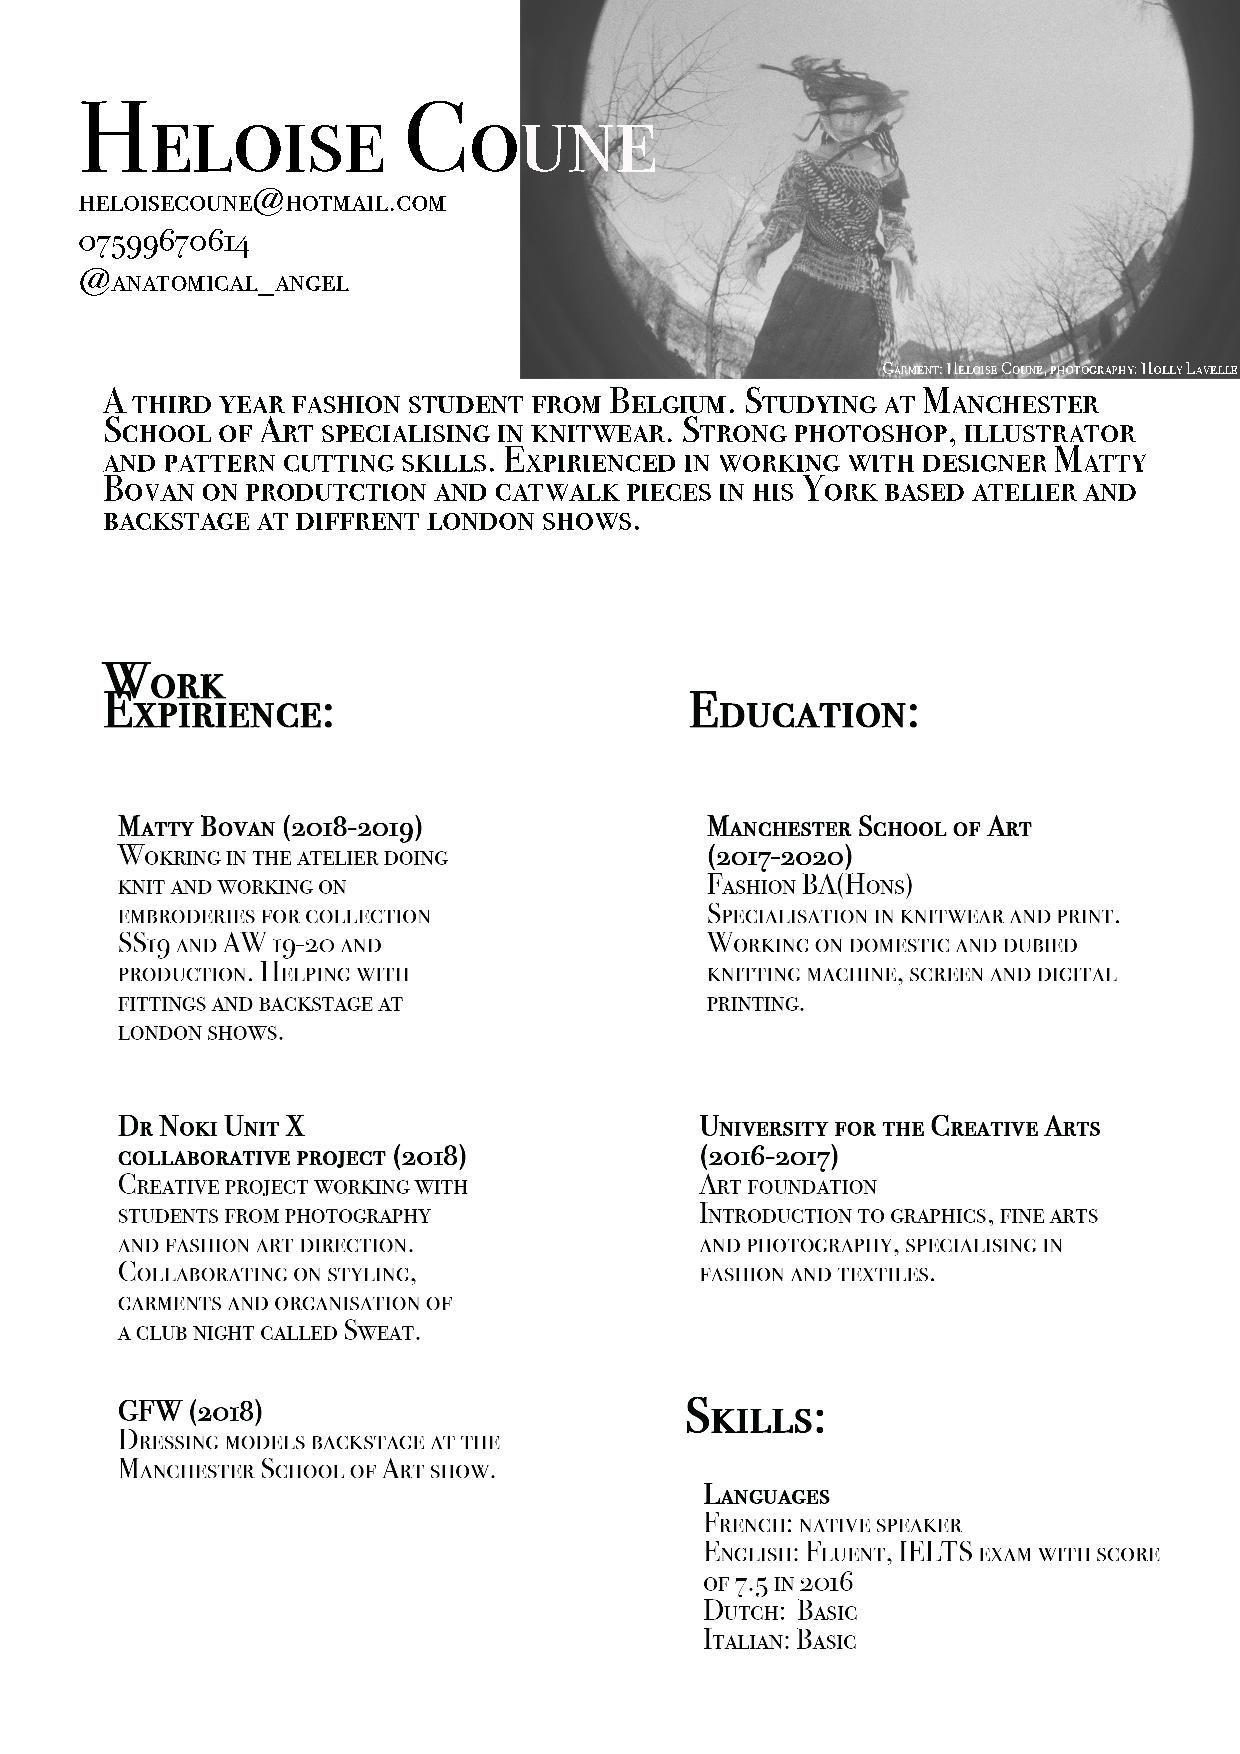 Heloise Coune
heloisecoune@hotmail.com
07599670614
@anatomical_angel
Garment: Heloise Coune, photography: Holly Lavelle
A third year fashion student from Belgium. Studying at Manchester
School of Art specialising in knitwear. Strong photoshop, illustrator
and pattern cutting skills. Expirienced in working with designer Matty
Bovan on produtction and catwalk pieces in his York based atelier and
backstage at diffrent london shows.
Work
Expirience:
Matty Bovan (2018-2019)
Wokring in the atelier doing
knit and working on
embroderies for collection
SS19 and AW 19-20 and
production. Helping with
fittings and backstage at
london shows.
Dr Noki Unit X
collaborative project (2018)
Creative project working with
students from photography
and fashion art direction.
Collaborating on styling,
garments and organisation of
a club night called Sweat.
GFW (2018)
Dressing models backstage at the
Manchester School of Art show.
Education:
Manchester School of Art
(2017-2020)
Fashion BA(Hons)
Specialisation in knitwear and print.
Working on domestic and dubied
knitting machine, screen and digital
printing.
University for the Creative Arts
(2016-2017)
Art foundation
Introduction to graphics, fine arts
and photography, specialising in
fashion and textiles.
Skills:
Languages
French: native speaker
English: Fluent, IELTS exam with score
of 7.5 in 2016
Dutch: Basic
Italian: Basic